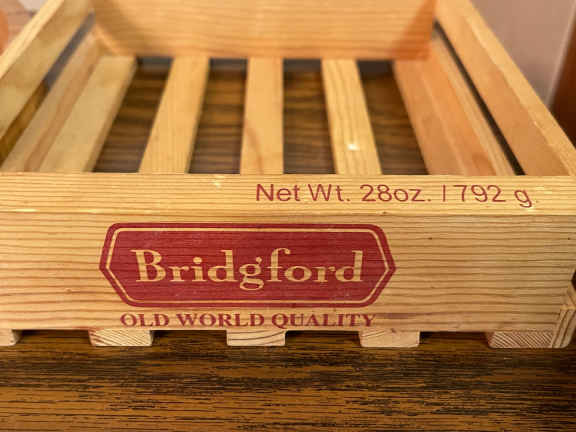 Net Wt. 28oz. / 792 g.
Bridgford
OLD WORLD QUALITY